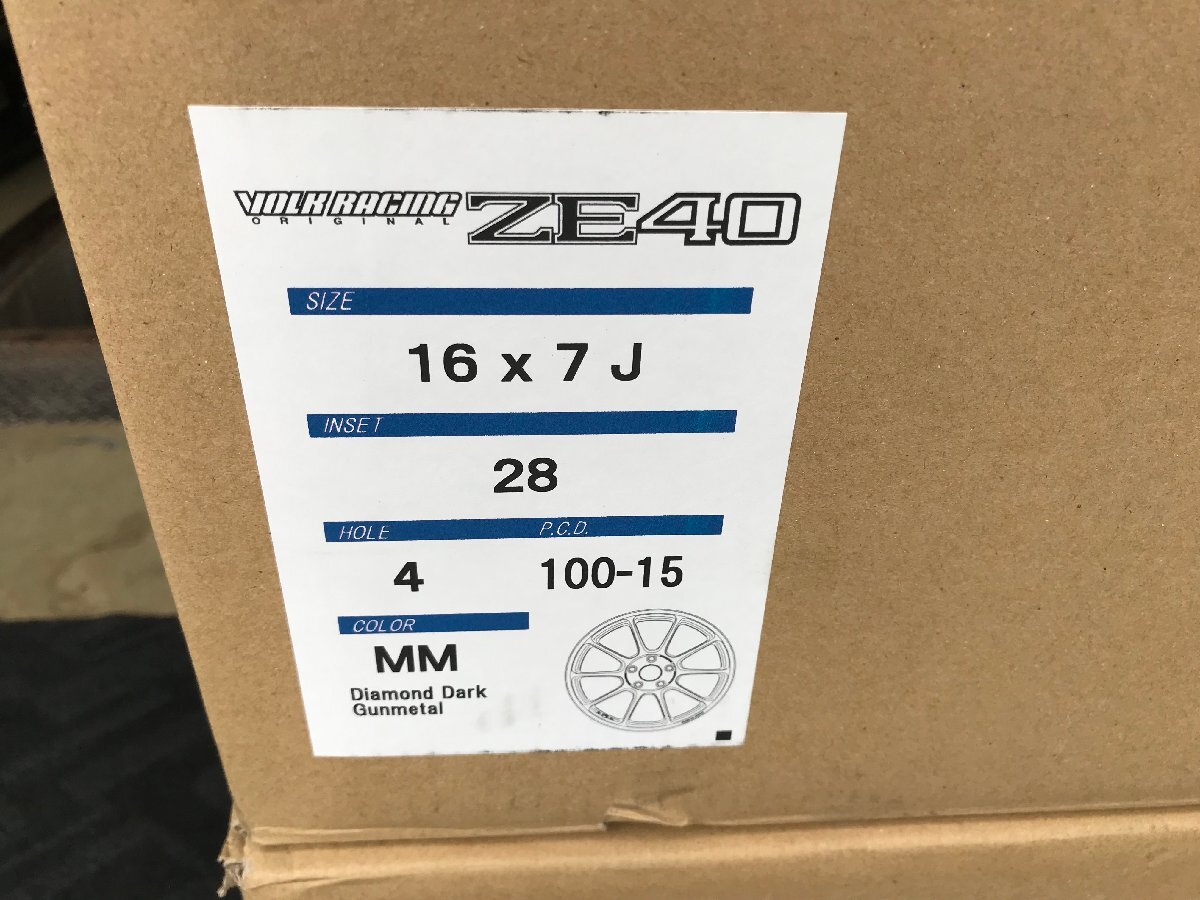 VOLK RACING ZE40
ORIGINAL
SIZE
16 x 7 J
INSET
28
HOLE P.C.D.
4 100-15
COLOR
MM
Diamond Dark
Gunmetal